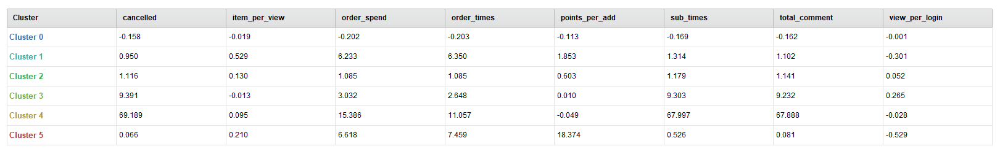 Cluster cancelled item_per_view order_spend order_times points_per_add sub_times total_comment view_per_login
Cluster 0 -0.158 -0.019 -0.202 -0.203 -0.113 -0.169 -0.162 -0.001
Cluster 1 0.950 0.529 6.233 6.350 1.853 1.314 1.102 -0.301
Cluster 2 1.116 0.130 1.085 1.085 0.603 1.179 1.141 0.052
Cluster 3 9.391 -0.013 3.032 2.648 0.010 9.303 9.232 0.265
Cluster 4 69.189 0.095 15.386 11.057 -0.049 67.997 67.888 -0.028
Cluster 5 0.066 0.210 6.618 7.459 18.374 0.526 0.081 -0.529